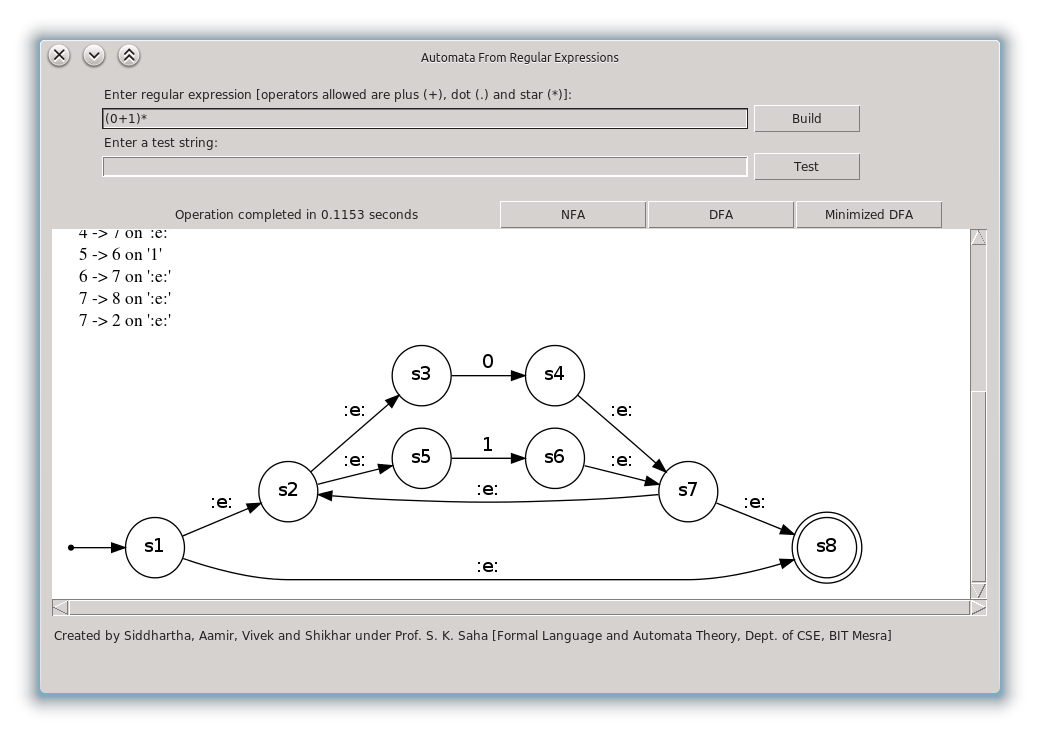 Automata From Regular Expressions
Enter regular expression [operators allowed are plus (+), dot (.) and star (*)]:
(0+1)*
Build
Enter a test string:
Test
Operation completed in 0.1153 seconds
NFA
DFA
Minimized DFA
4 -> 7 on ':e:'
5 -> 6 on '1'
6 -> 7 on ':e:'
7 -> 8 on ':e:'
7 -> 2 on ':e:'
s3 0 s4
:e: :e:
s5 1 s6
:e: :e:
s2 :e: s7
:e: :e:
s1 s8
:e:
Created by Siddhartha, Aamir, Vivek and Shikhar under Prof. S. K. Saha [Formal Language and Automata Theory, Dept. of CSE, BIT Mesra]